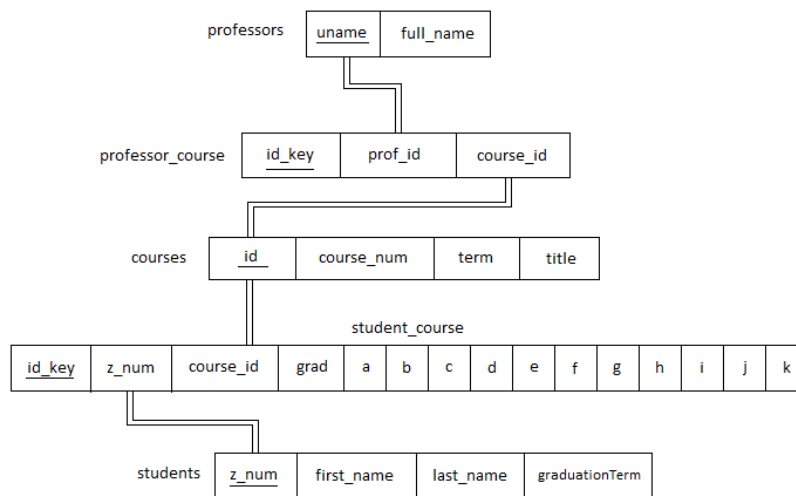 professors uname full_name
professor_course id_key prof_id course_id
courses id course_num term title
student_course
id_key z_num course_id grad a b c d e f g h i j k
students z_num first_name last_name graduationTerm